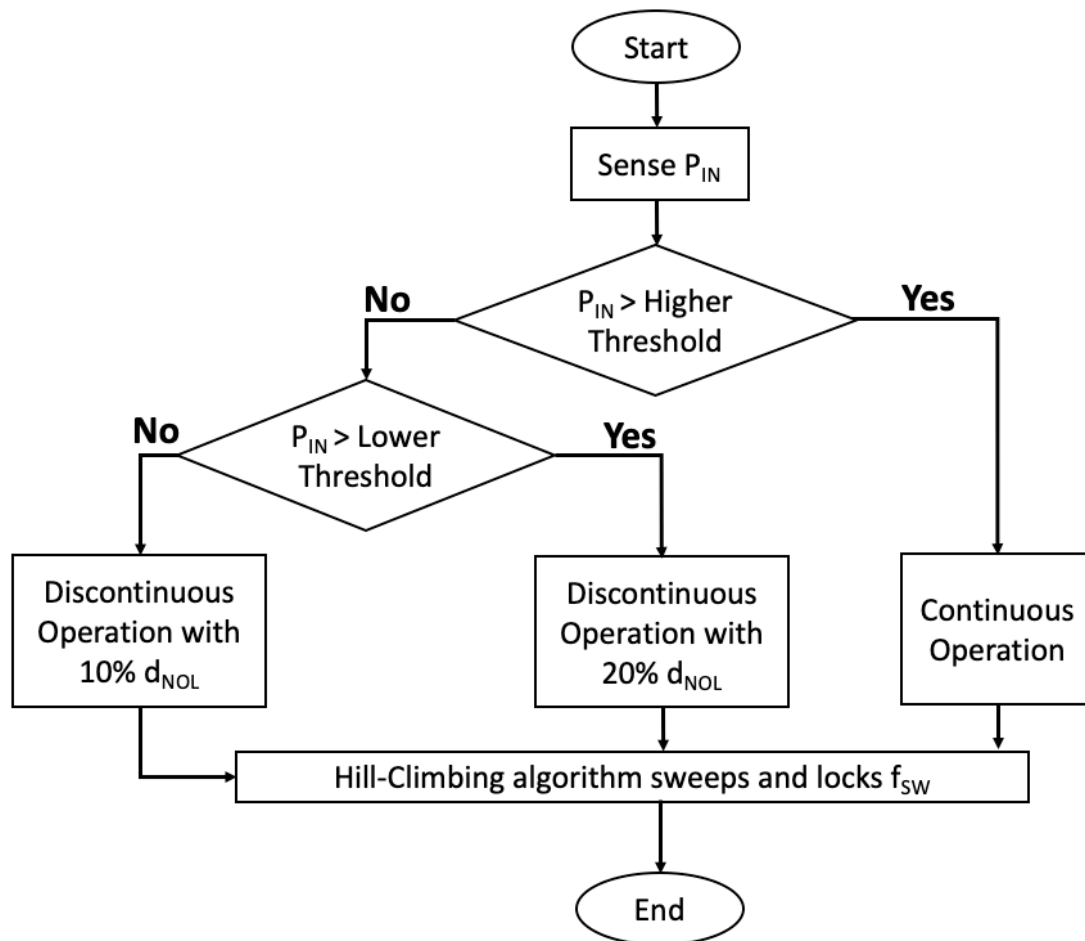 Start
Sense P_IN
P_IN > Higher
Threshold
No
Yes
P_IN > Lower
Threshold
No
Yes
Discontinuous
Operation with
10% d_NOL
Discontinuous
Operation with
20% d_NOL
Continuous
Operation
Hill-Climbing algorithm sweeps and locks f_SW
End